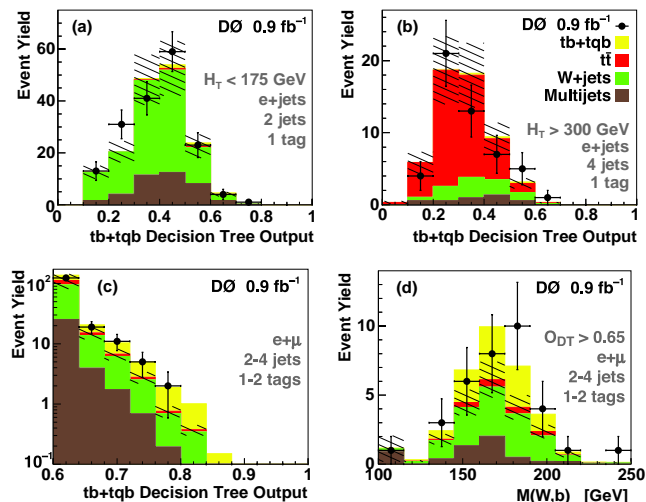 (a) DØ 0.9 fb⁻¹
Event Yield
60
40
20
0
H_T < 175 GeV
e+jets
2 jets
1 tag
0 0.2 0.4 0.6 0.8 1
tb+tqb Decision Tree Output
(b) DØ 0.9 fb⁻¹
Event Yield
20
10
0
tb+tqb
tt̄
W+jets
Multijets
H_T > 300 GeV
e+jets
4 jets
1 tag
0 0.2 0.4 0.6 0.8 1
tb+tqb Decision Tree Output
(c) DØ 0.9 fb⁻¹
Event Yield
10²
10
1
10⁻¹
e+μ
2-4 jets
1-2 tags
0.6 0.7 0.8 0.9 1
tb+tqb Decision Tree Output
(d) DØ 0.9 fb⁻¹
Event Yield
10
5
0
O_DT > 0.65
e+μ
2-4 jets
1-2 tags
100 150 200 250
M(W,b) [GeV]